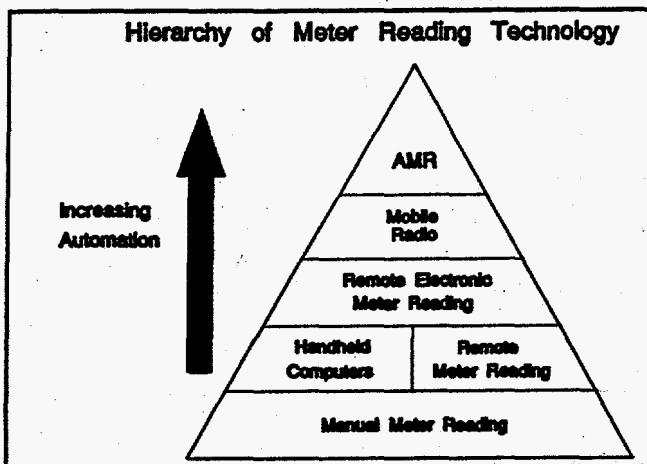 Hierarchy of Meter Reading Technology
AMR
Increasing
Automation
Mobile
Radio
Remote Electronic
Meter Reading
Handheld
Computers
Remote
Meter Reading
Manual Meter Reading